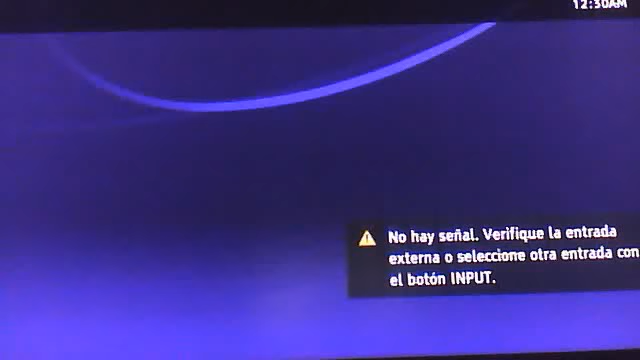 12:30AM
No hay señal. Verifique la entrada
externa o seleccione otra entrada con
el botón INPUT.